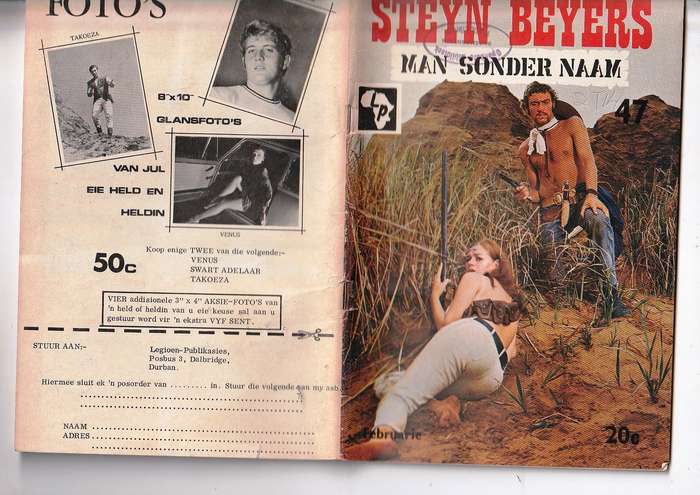 FOTO'S
TAKOEZA
8"x10"
GLANSFOTO'S
VAN JUL
EIE HELD EN
HELDIN
VENUS
50c
Koop enige TWEE van die volgende:-
VENUS
SWART ADELAAR
TAKOEZA
VIER addisionele 3" x 4" AKSIE-FOTO'S van
'n held of heldin van u eie keuse sal aan u
gestuur word vir 'n ekstra VYF SENT.
STUUR AAN:-
Legioen-Publikasies,
Posbus 3, Dalbridge,
Durban.
Hiermee sluit ek 'n posorder van ......... in. Stuur die volgende aan my asb.
NAAM
ADRES
STEYN BEYERS
MAN SONDER NAAM
LP
47
Februarie
20c